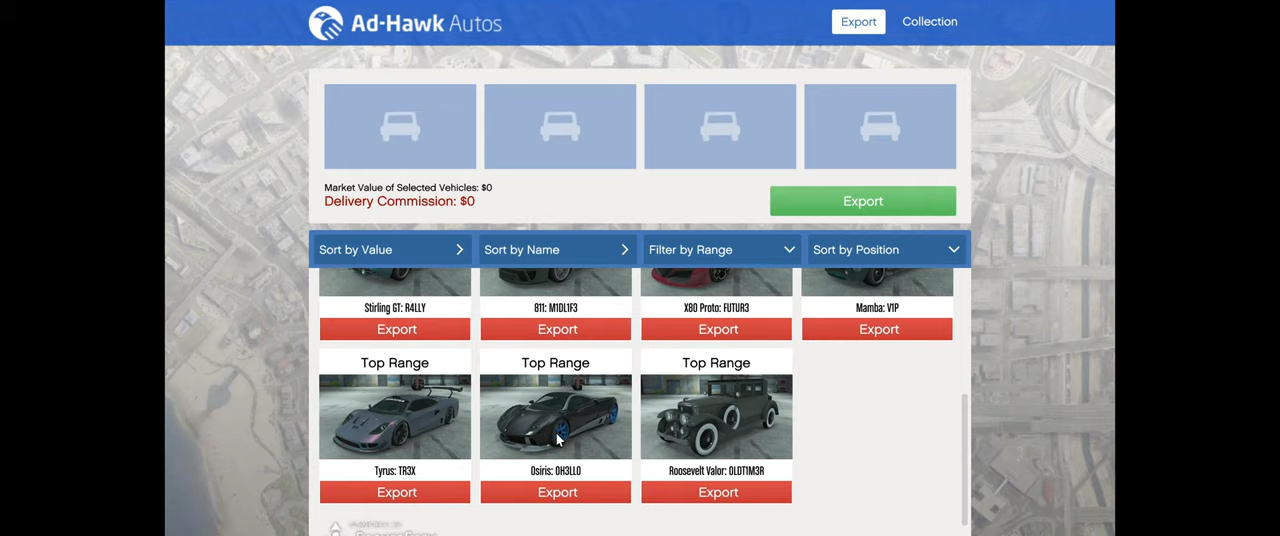 Ad-Hawk Autos
Export
Collection
Market Value of Selected Vehicles: $0
Delivery Commission: $0
Export
Sort by Value
Sort by Name
Filter by Range
Sort by Position
Stirling GT: R4LLY
811: M1DL1F3
X80 Proto: FUTUR3
Mamba: V1P
Export
Export
Export
Export
Top Range
Top Range
Top Range
Tyrus: TR3X
Osiris: OH3LLO
Roosevelt Valor: OLDT1M3R
Export
Export
Export